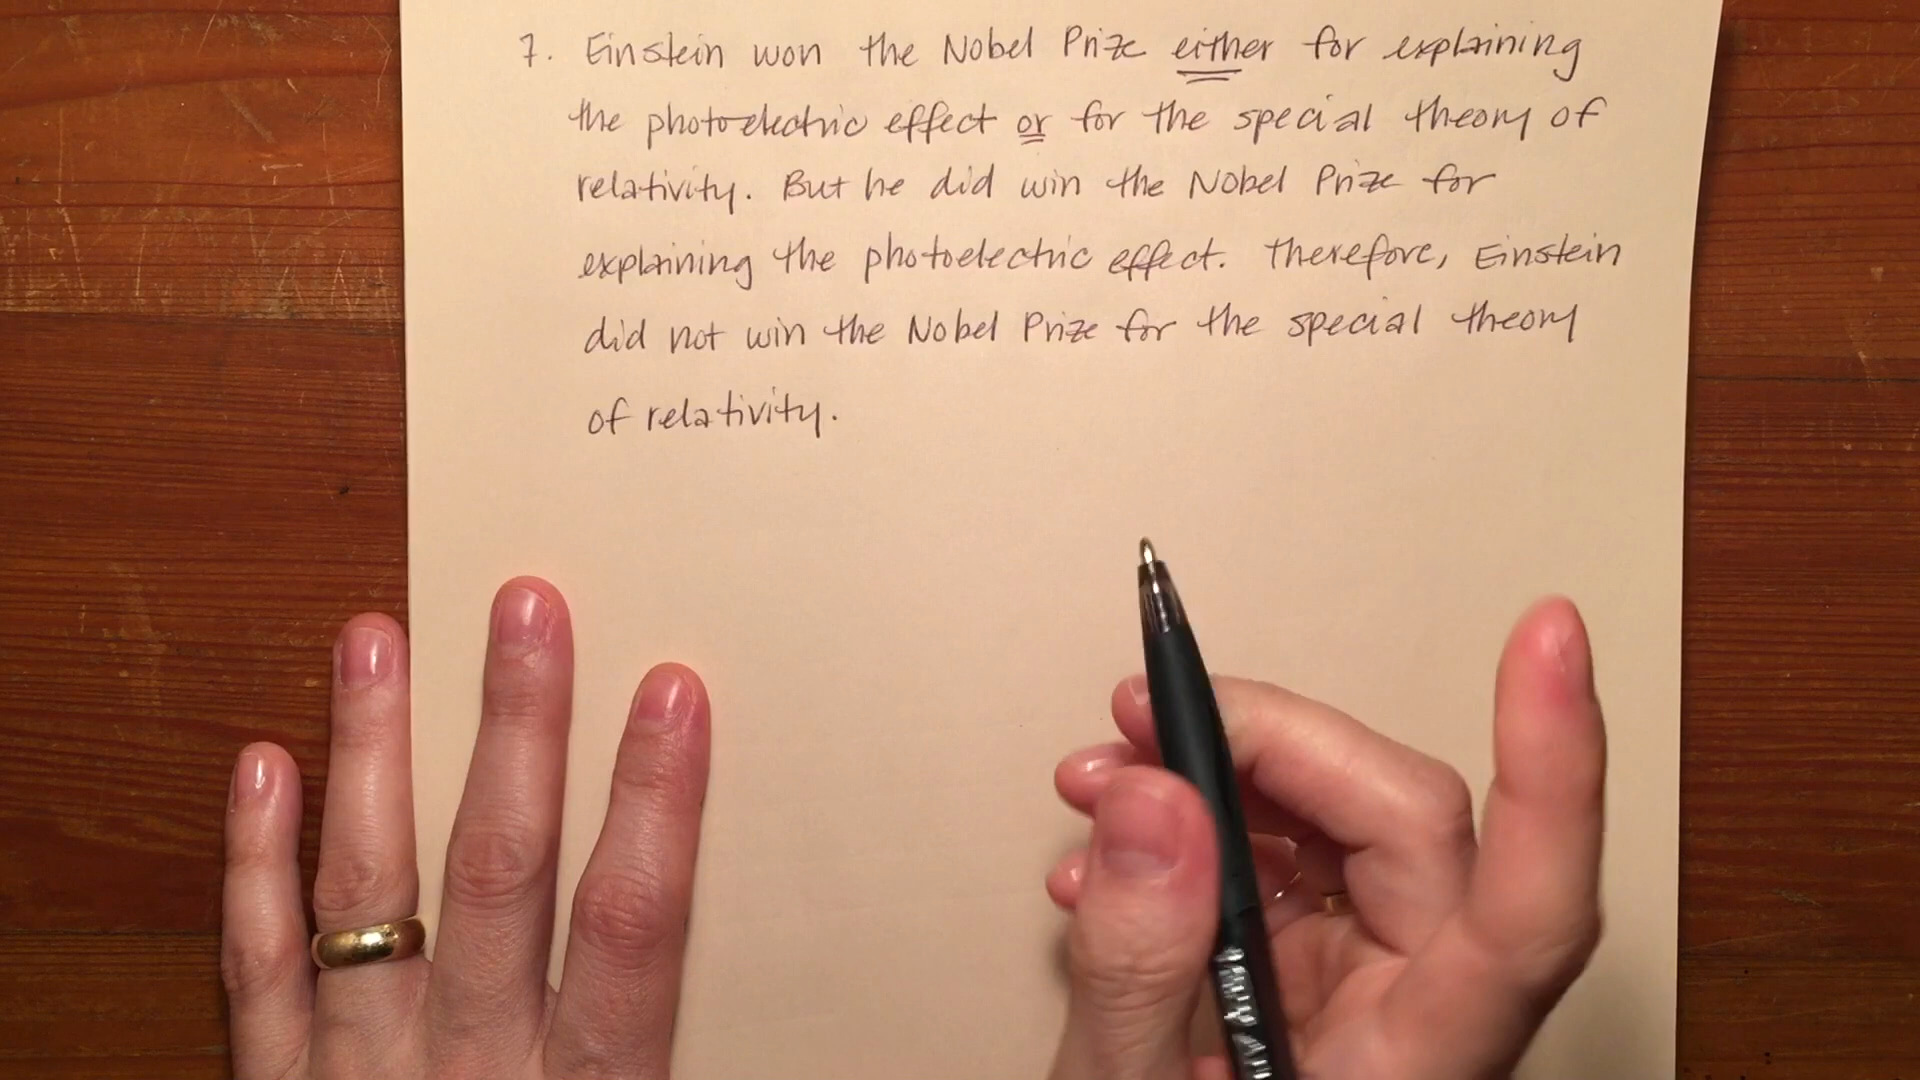 7. Einstein won the Nobel Prize either for explaining
the photoelectric effect or for the special theory of
relativity. But he did win the Nobel Prize for
explaining the photoelectric effect. Therefore, Einstein
did not win the Nobel Prize for the special theory
of relativity.